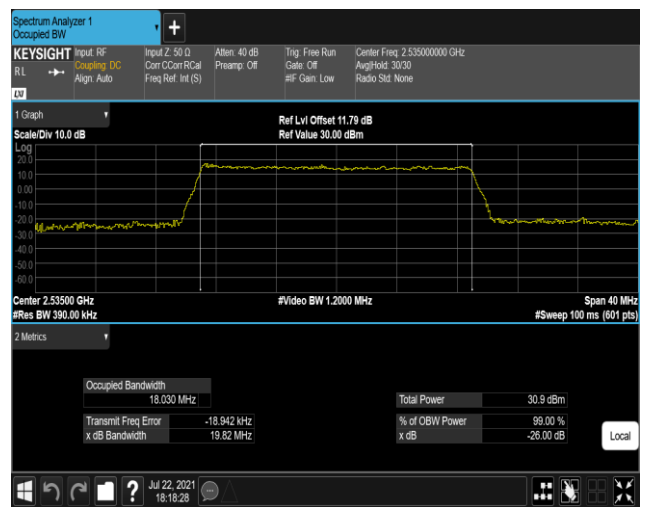 Spectrum Analyzer 1
Occupied BW
+
KEYSIGHT Input: RF Input Z: 50 Ω Atten: 40 dB Trig: Free Run Center Freq: 2.535000000 GHz
RL Coupling: DC Corr CCorr RCal Preamp: Off Gate: Off Avg|Hold: 30/30
Align: Auto Freq Ref: Int (S) #IF Gain: Low Radio Std: None
LXI
1 Graph
Ref Lvl Offset 11.79 dB
Scale/Div 10.0 dB Ref Value 30.00 dBm
Log
20.0
10.0
0.00
-10.0
-20.0
-30.0
-40.0
-50.0
-60.0
Center 2.53500 GHz #Video BW 1.2000 MHz Span 40 MHz
#Res BW 390.00 kHz #Sweep 100 ms (601 pts)
2 Metrics
Occupied Bandwidth
18.030 MHz Total Power 30.9 dBm
Transmit Freq Error -18.942 kHz % of OBW Power 99.00 %
x dB Bandwidth 19.82 MHz x dB -26.00 dB
Local
? Jul 22, 2021
18:18:28